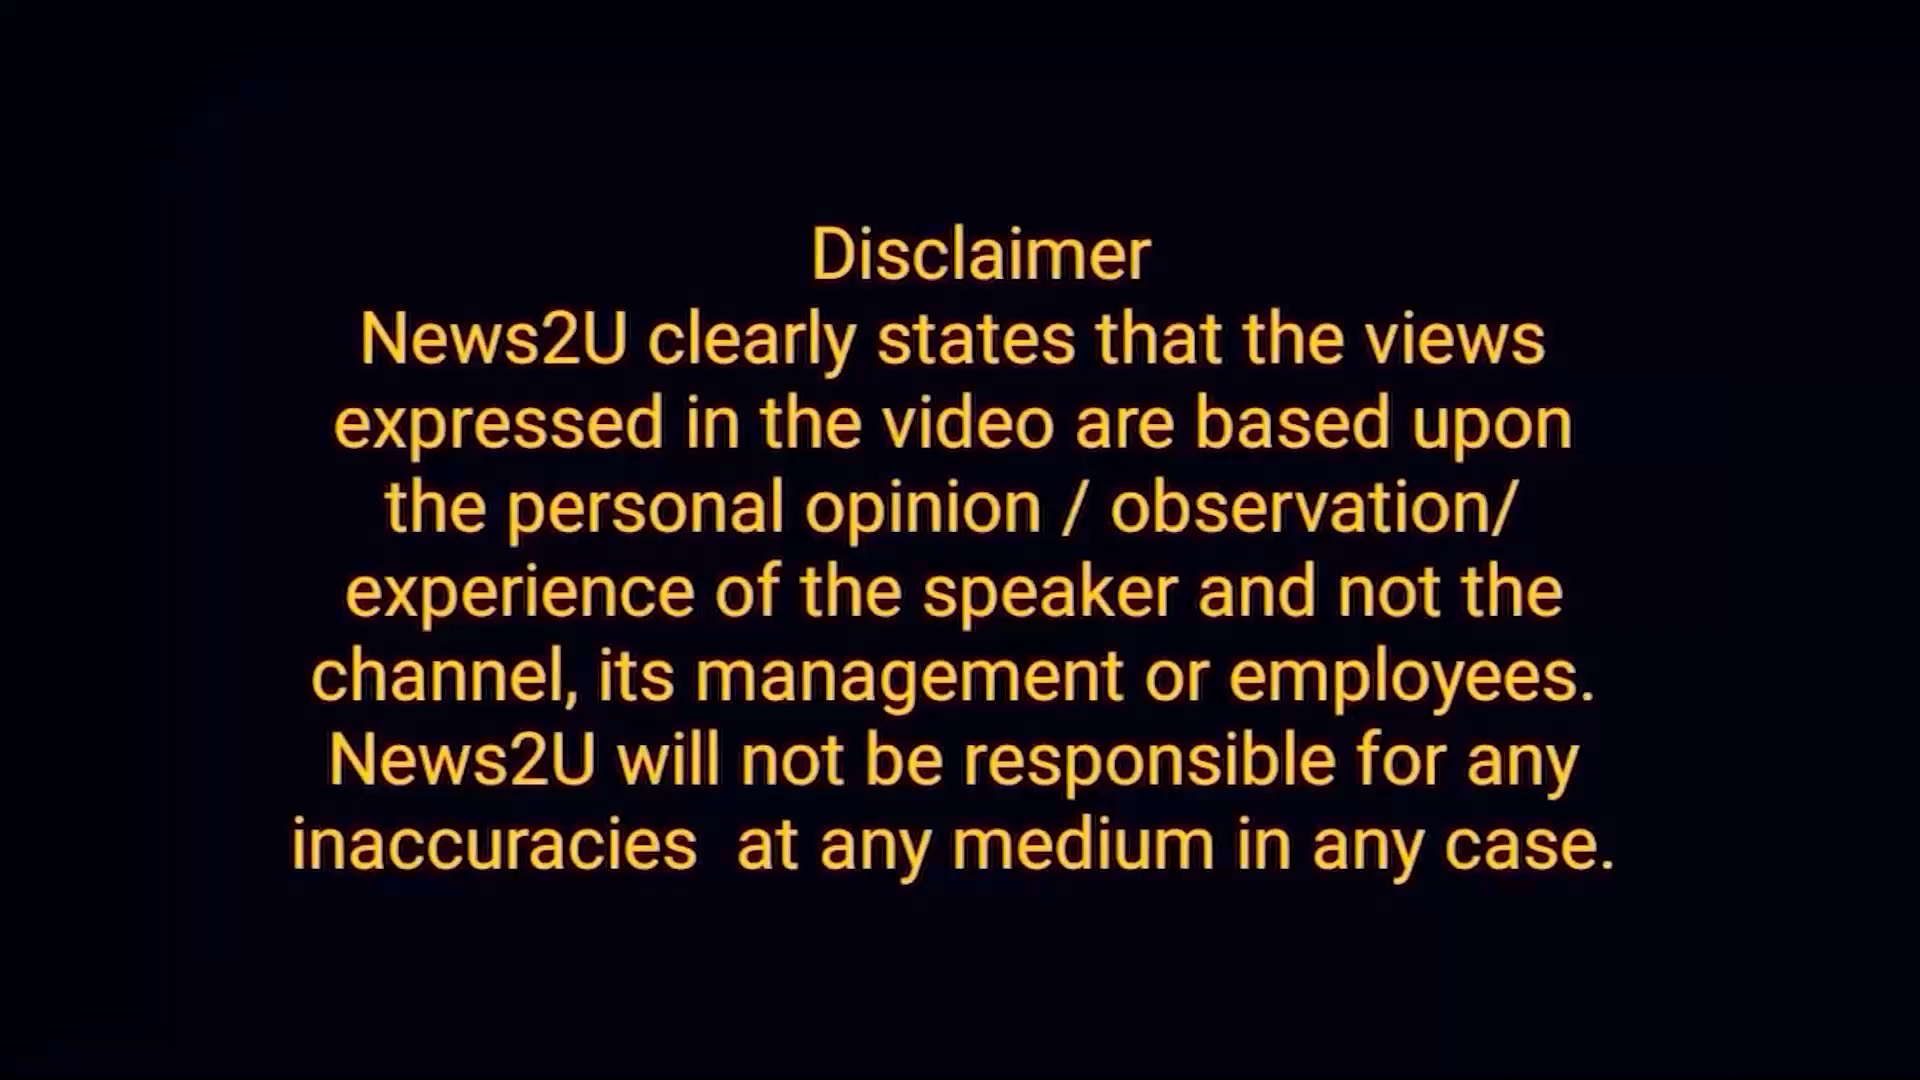 Disclaimer
News2U clearly states that the views
expressed in the video are based upon
the personal opinion / observation/
experience of the speaker and not the
channel, its management or employees.
News2U will not be responsible for any
inaccuracies  at any medium in any case.